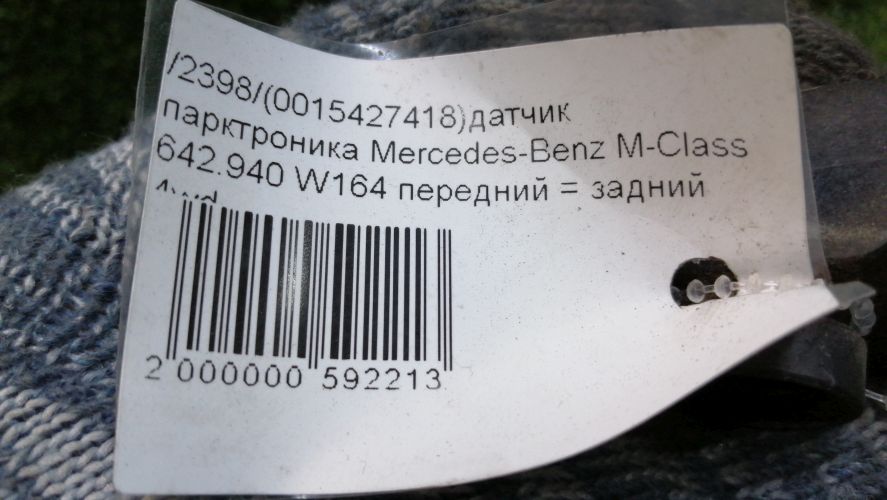 /2398/(0015427418)датчик
парктроника Mercedes-Benz M-Class
642.940 W164 передний = задний
2 000000 592213